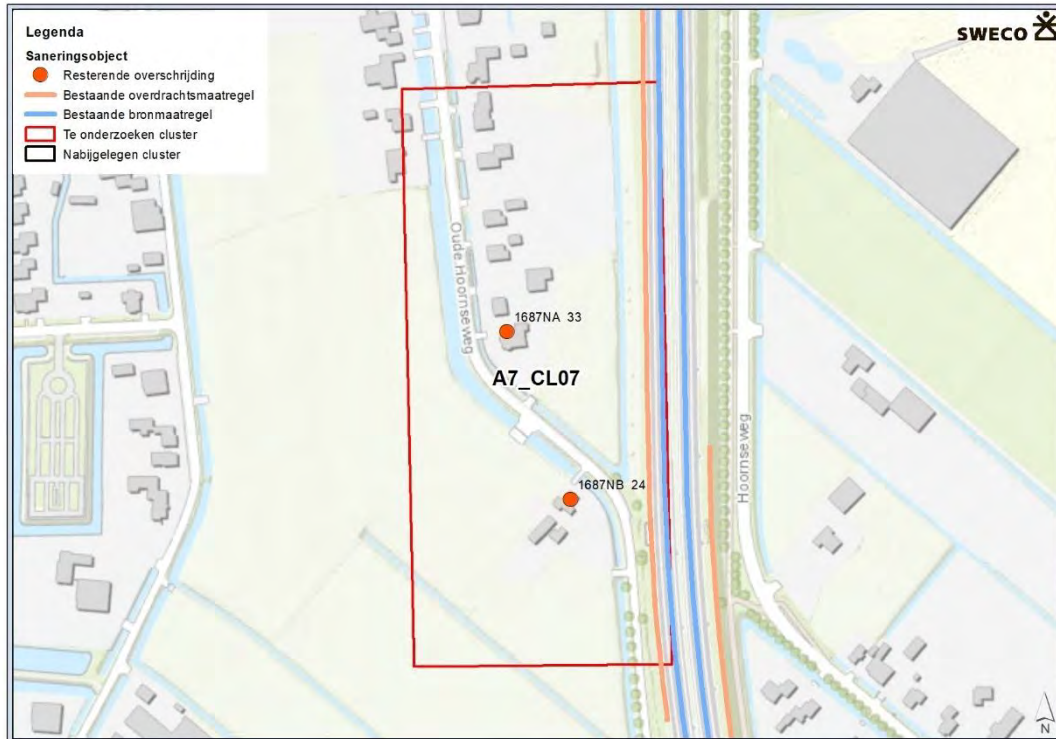 Legenda
Saneringsobject
Resterende overschrijding
Bestaande overdrachtsmaatregel
Bestaande bronmaatregel
Te onderzoeken cluster
Nabijgelegen cluster
SWECO
Oude Hoornseweg
1687NA 33
A7_CL07
1687NB 24
Hoornseweg
N